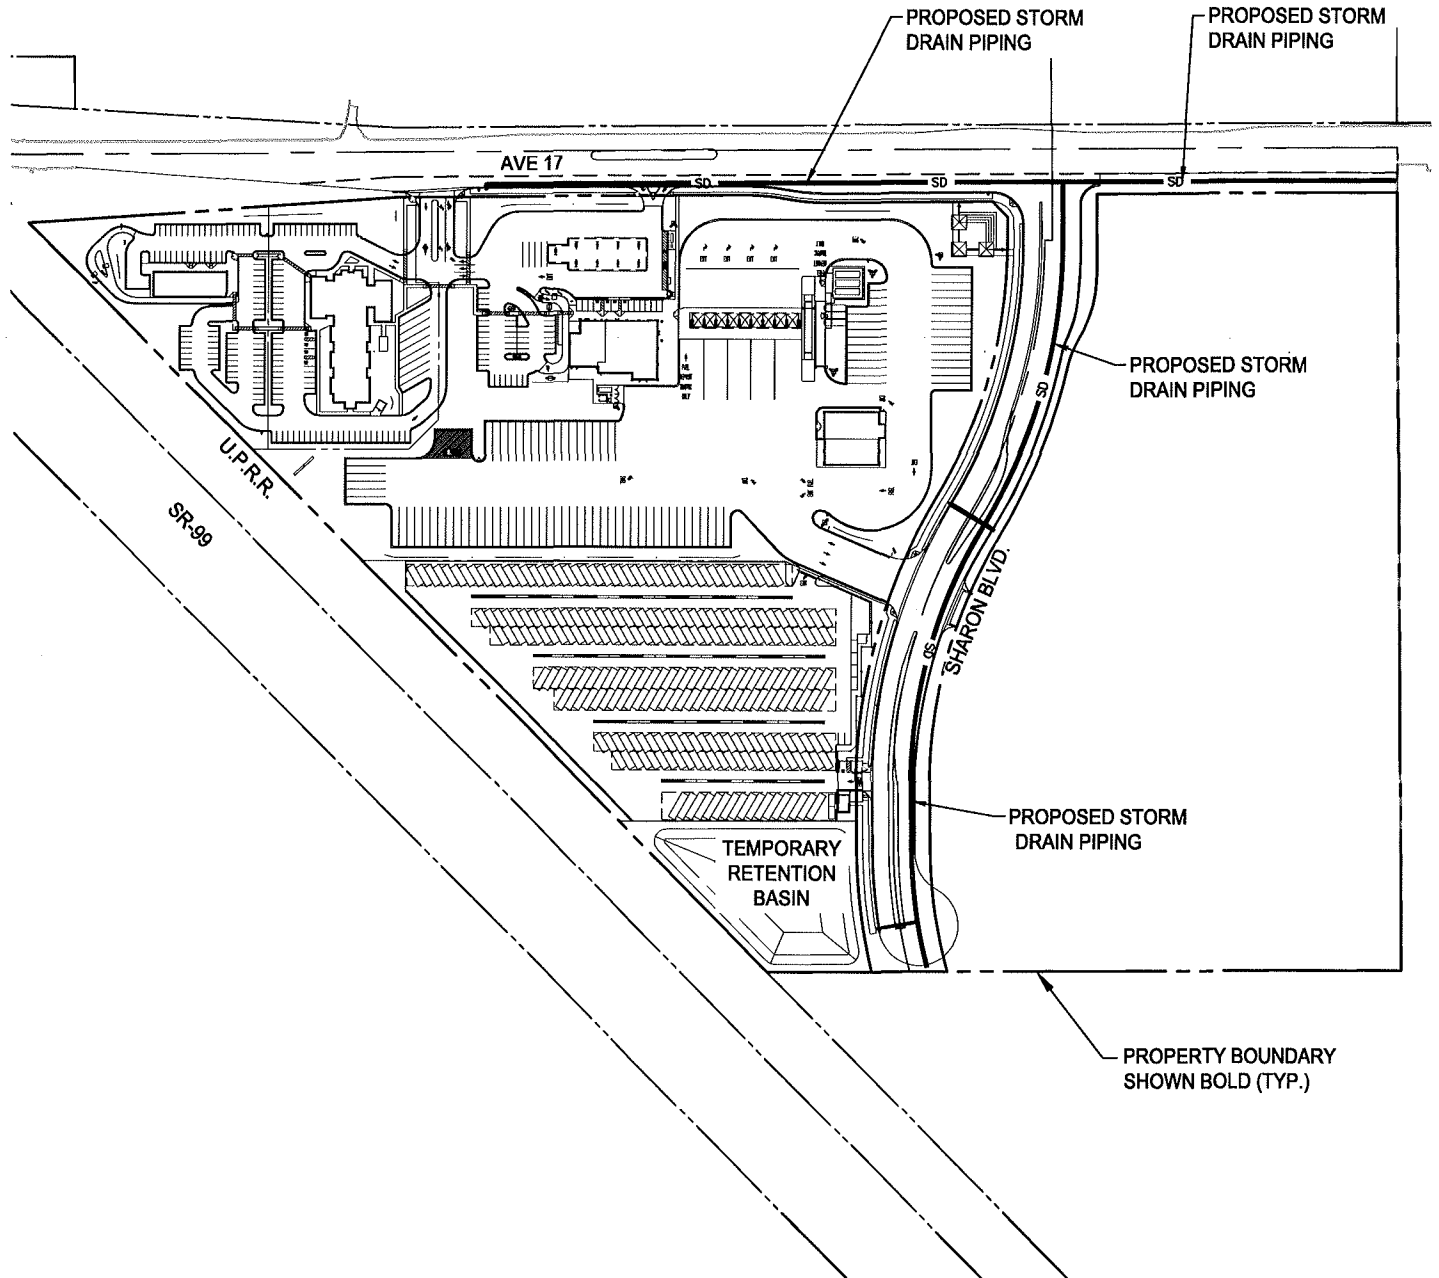 PROPOSED STORM
DRAIN PIPING
PROPOSED STORM
DRAIN PIPING
AVE 17
SD
SD
SD
PROPOSED STORM
DRAIN PIPING
SD
U.P.R.R.
SR-99
SHARON BLVD.
SD
PROPOSED STORM
DRAIN PIPING
TEMPORARY
RETENTION
BASIN
PROPERTY BOUNDARY
SHOWN BOLD (TYP.)